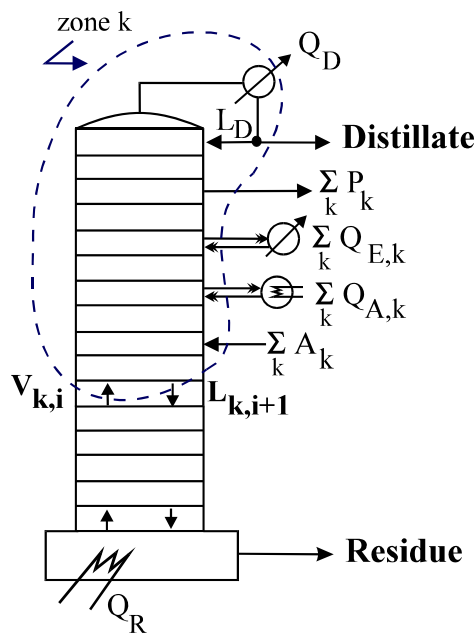 zone k
Q_D
L_D
Distillate
Σ_k P_k
Σ_k Q_E,k
Σ_k Q_A,k
Σ_k A_k
V_k,i
L_k,i+1
Residue
Q_R